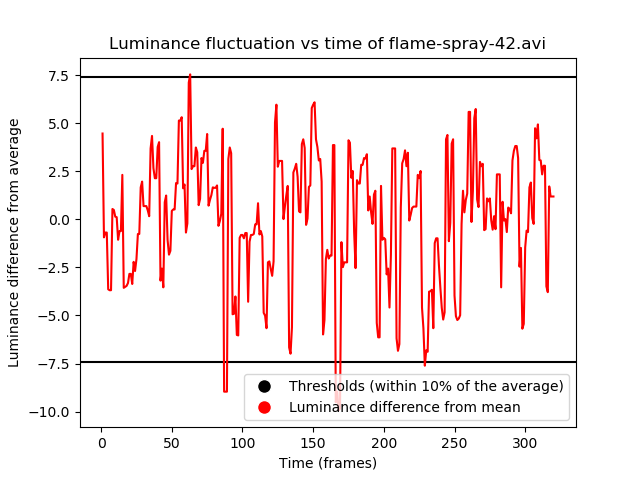 Luminance fluctuation vs time of flame-spray-42.avi
Luminance difference from average
7.5
5.0
2.5
0.0
−2.5
−5.0
−7.5
−10.0
Thresholds (within 10% of the average)
Luminance difference from mean
0 50 100 150 200 250 300
Time (frames)